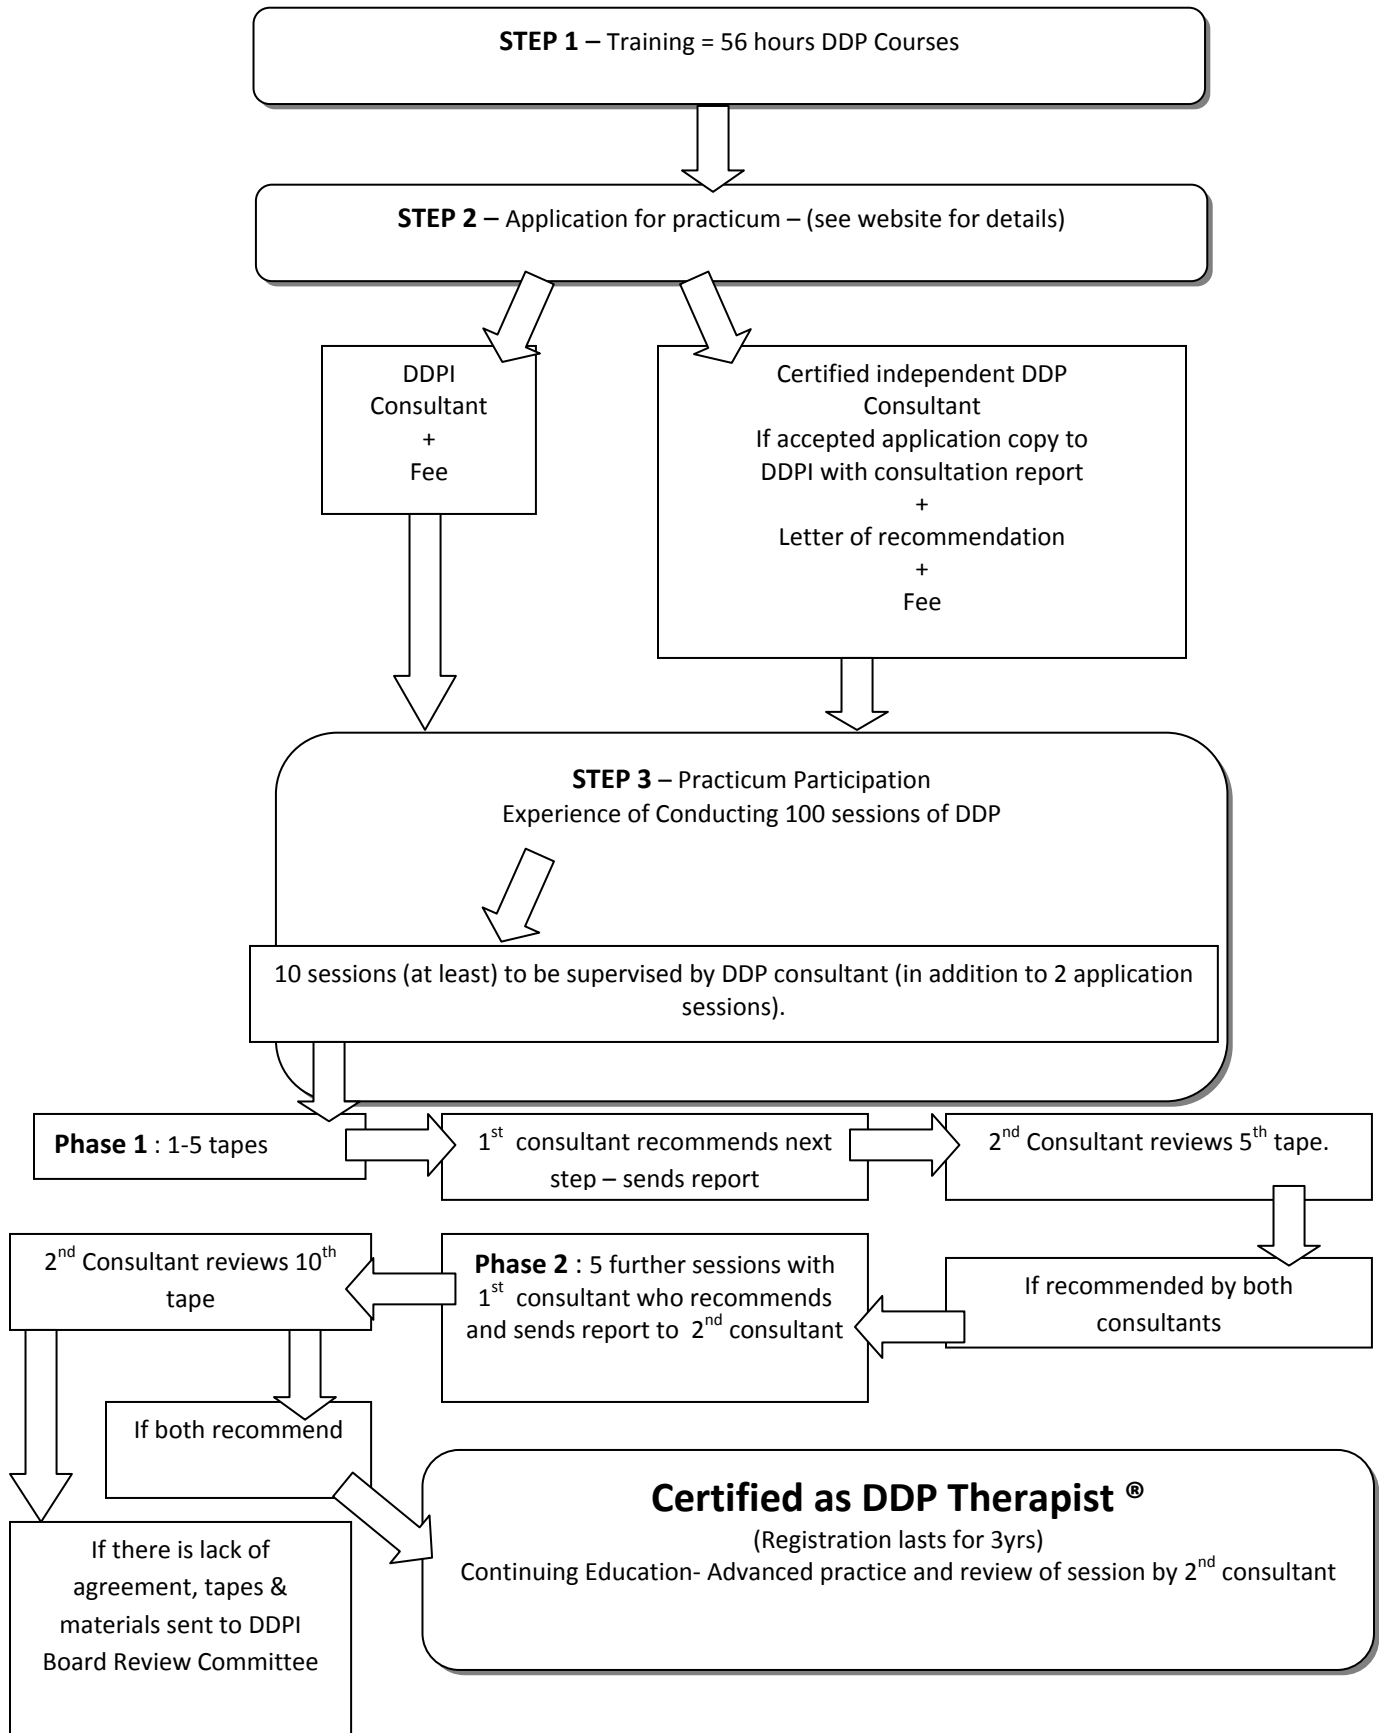 STEP 1 – Training = 56 hours DDP Courses
STEP 2 – Application for practicum – (see website for details)
DDPI
Consultant
+
Fee
Certified independent DDP
Consultant
If accepted application copy to
DDPI with consultation report
+
Letter of recommendation
+
Fee
STEP 3 – Practicum Participation
Experience of Conducting 100 sessions of DDP
10 sessions (at least) to be supervised by DDP consultant (in addition to 2 application
sessions).
Phase 1 : 1-5 tapes
1st consultant recommends next
step – sends report
2nd Consultant reviews 5th tape.
If recommended by both
consultants
Phase 2 : 5 further sessions with
1st consultant who recommends
and sends report to 2nd consultant
2nd Consultant reviews 10th
tape
If both recommend
If there is lack of
agreement, tapes &
materials sent to DDPI
Board Review Committee
Certified as DDP Therapist ®
(Registration lasts for 3yrs)
Continuing Education- Advanced practice and review of session by 2nd consultant